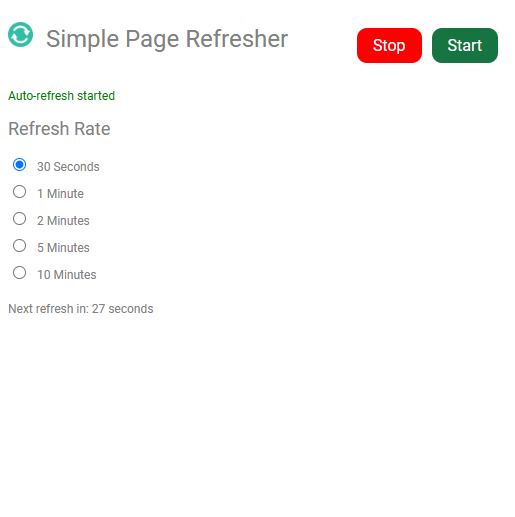 Simple Page Refresher
Stop
Start
Auto-refresh started
Refresh Rate
30 Seconds
1 Minute
2 Minutes
5 Minutes
10 Minutes
Next refresh in: 27 seconds